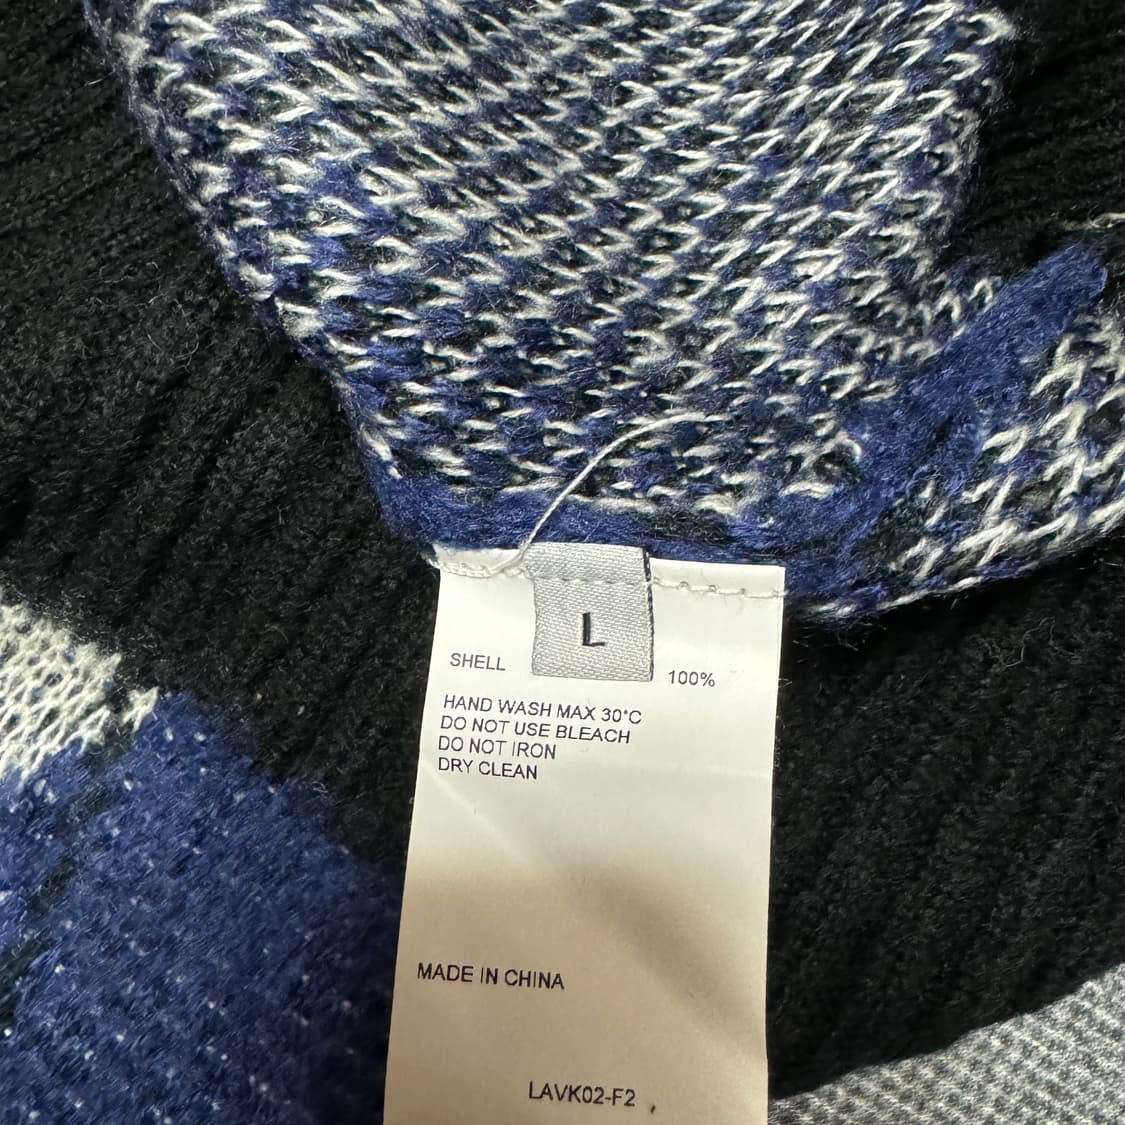 L
SHELL 100%
HAND WASH MAX 30°C
DO NOT USE BLEACH
DO NOT IRON
DRY CLEAN
MADE IN CHINA
LAVK02-F2